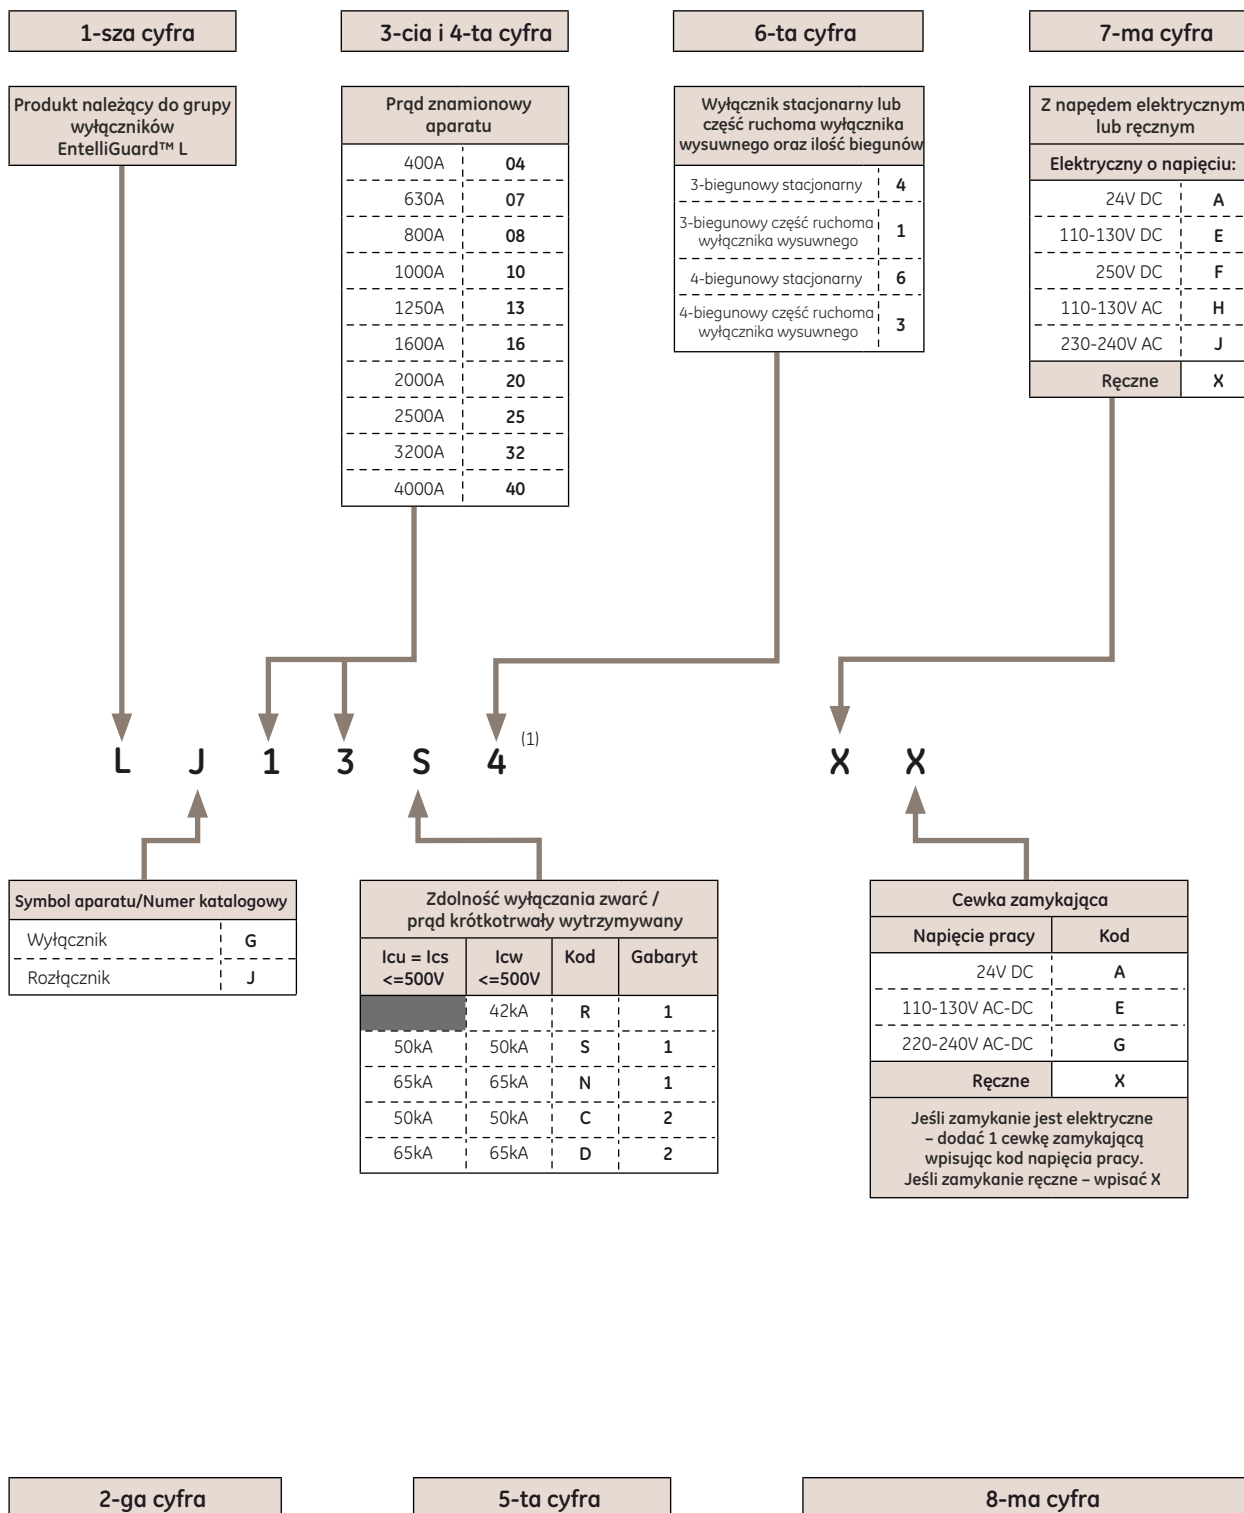 1-sza cyfra
3-cia i 4-ta cyfra
6-ta cyfra
7-ma cyfra
Produkt należący do grupy
wyłączników
EntelliGuard™ L
Prąd znamionowy
aparatu
400A 04
630A 07
800A 08
1000A 10
1250A 13
1600A 16
2000A 20
2500A 25
3200A 32
4000A 40
Wyłącznik stacjonarny lub
część ruchoma wyłącznika
wysuwnego oraz ilość biegunów
3-biegunowy stacjonarny 4
3-biegunowy część ruchoma
wyłącznika wysuwnego 1
4-biegunowy stacjonarny 6
4-biegunowy część ruchoma
wyłącznika wysuwnego 3
Z napędem elektrycznym
lub ręcznym
Elektryczny o napięciu:
24V DC A
110-130V DC E
250V DC F
110-130V AC H
230-240V AC J
Ręczne X
L J 1 3 S 4 (1) X X
Symbol aparatu/Numer katalogowy
Wyłącznik G
Rozłącznik J
Zdolność wyłączania zwarć /
prąd krótkotrwały wytrzymywany
Icu = Ics Icw Kod Gabaryt
<=500V <=500V
42kA R 1
50kA 50kA S 1
65kA 65kA N 1
50kA 50kA C 2
65kA 65kA D 2
Cewka zamykająca
Napięcie pracy Kod
24V DC A
110-130V AC-DC E
220-240V AC-DC G
Ręczne X
Jeśli zamykanie jest elektryczne
– dodać 1 cewkę zamykającą
wpisując kod napięcia pracy.
Jeśli zamykanie ręczne – wpisać X
2-ga cyfra
5-ta cyfra
8-ma cyfra